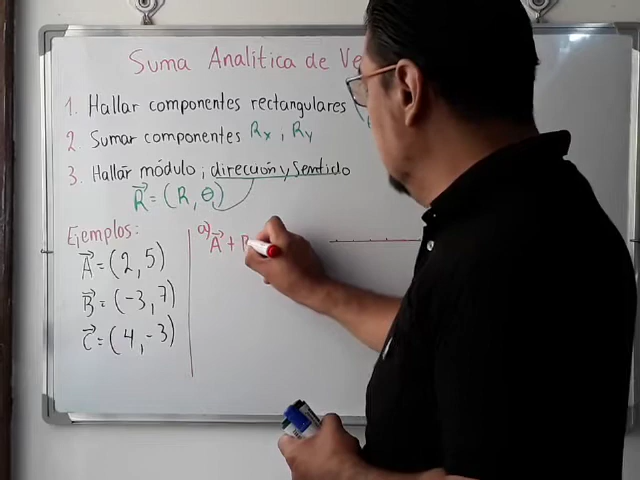 Suma Analítica de
1. Hallar componentes rectangulares
2. Sumar componentes Rx, Ry
3. Hallar módulo, dirección y sentido
R⃗ = (R, θ)
Ejemplos:
A⃗ = (2, 5)
B⃗ = (-3, 7)
C⃗ = (4, -3)
a) A⃗ +